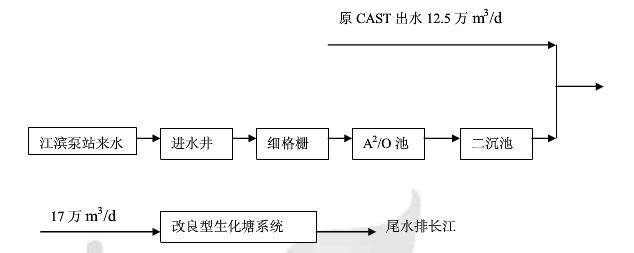 原 CAST 出水 12.5 万 m³/d
江滨泵站来水
进水井
细格栅
A²/O 池
二沉池
17 万 m³/d
改良型生化塘系统
尾水排长江